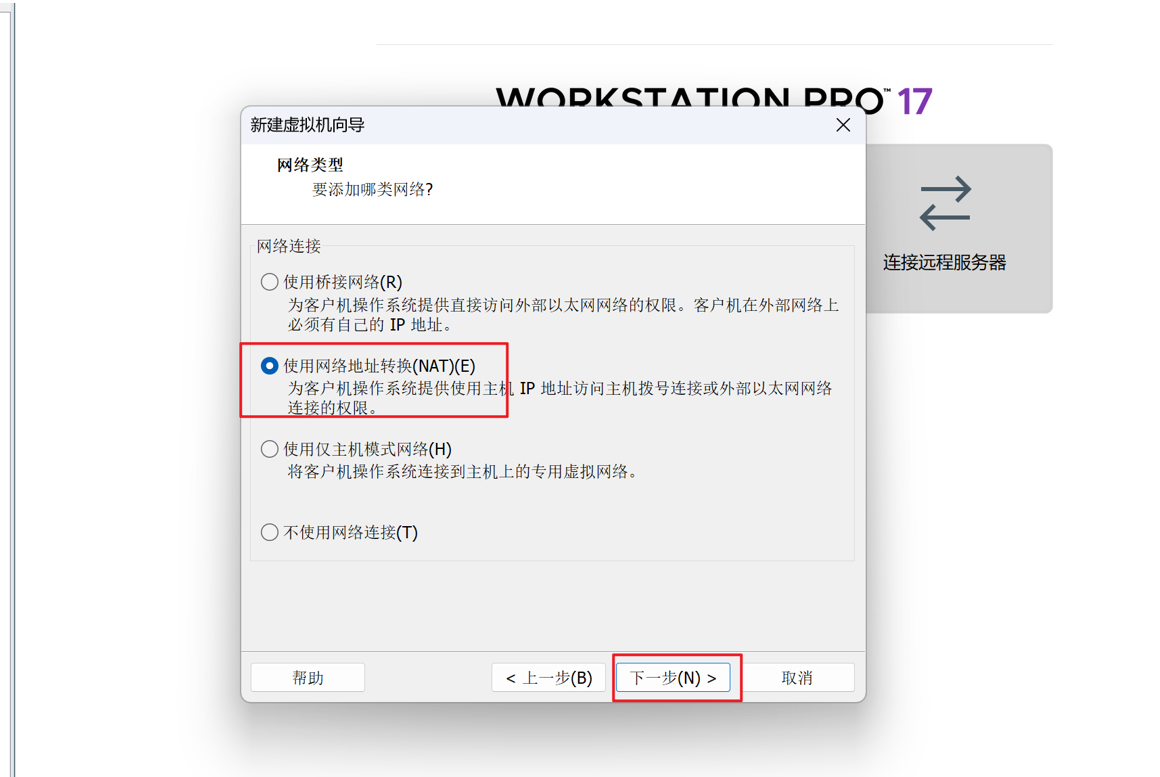 WORKSTATION PRO™ 17
新建虚拟机向导
网络类型
要添加哪类网络?
连接远程服务器
网络连接
使用桥接网络(R)
为客户机操作系统提供直接访问外部以太网网络的权限。客户机在外部网络上
必须有自己的 IP 地址。
使用网络地址转换(NAT)(E)
为客户机操作系统提供使用主机 IP 地址访问主机拨号连接或外部以太网网络
连接的权限。
使用仅主机模式网络(H)
将客户机操作系统连接到主机上的专用虚拟网络。
不使用网络连接(T)
帮助
< 上一步(B)
下一步(N) >
取消